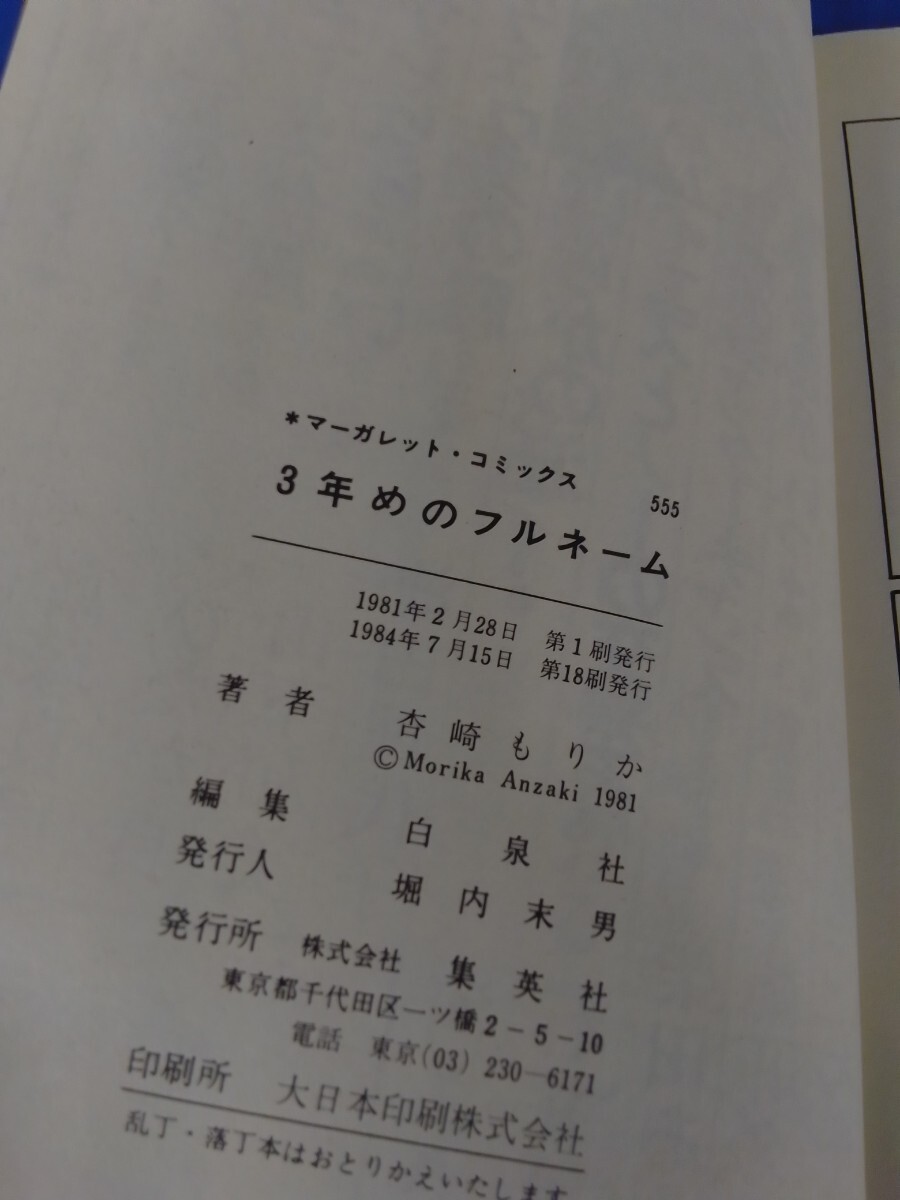 *マーガレット・コミックス 555
3年めのフルネーム
1981年2月28日 第1刷発行
1984年7月15日 第18刷発行
著者 杏崎もりか
©Morika Anzaki 1981
編集 白泉社
発行人 堀内末男
発行所 株式会社 集英社
東京都千代田区一ツ橋2-5-10
電話 東京(03) 230-6171
印刷所 大日本印刷株式会社
乱丁・落丁本はおとりかえいたします